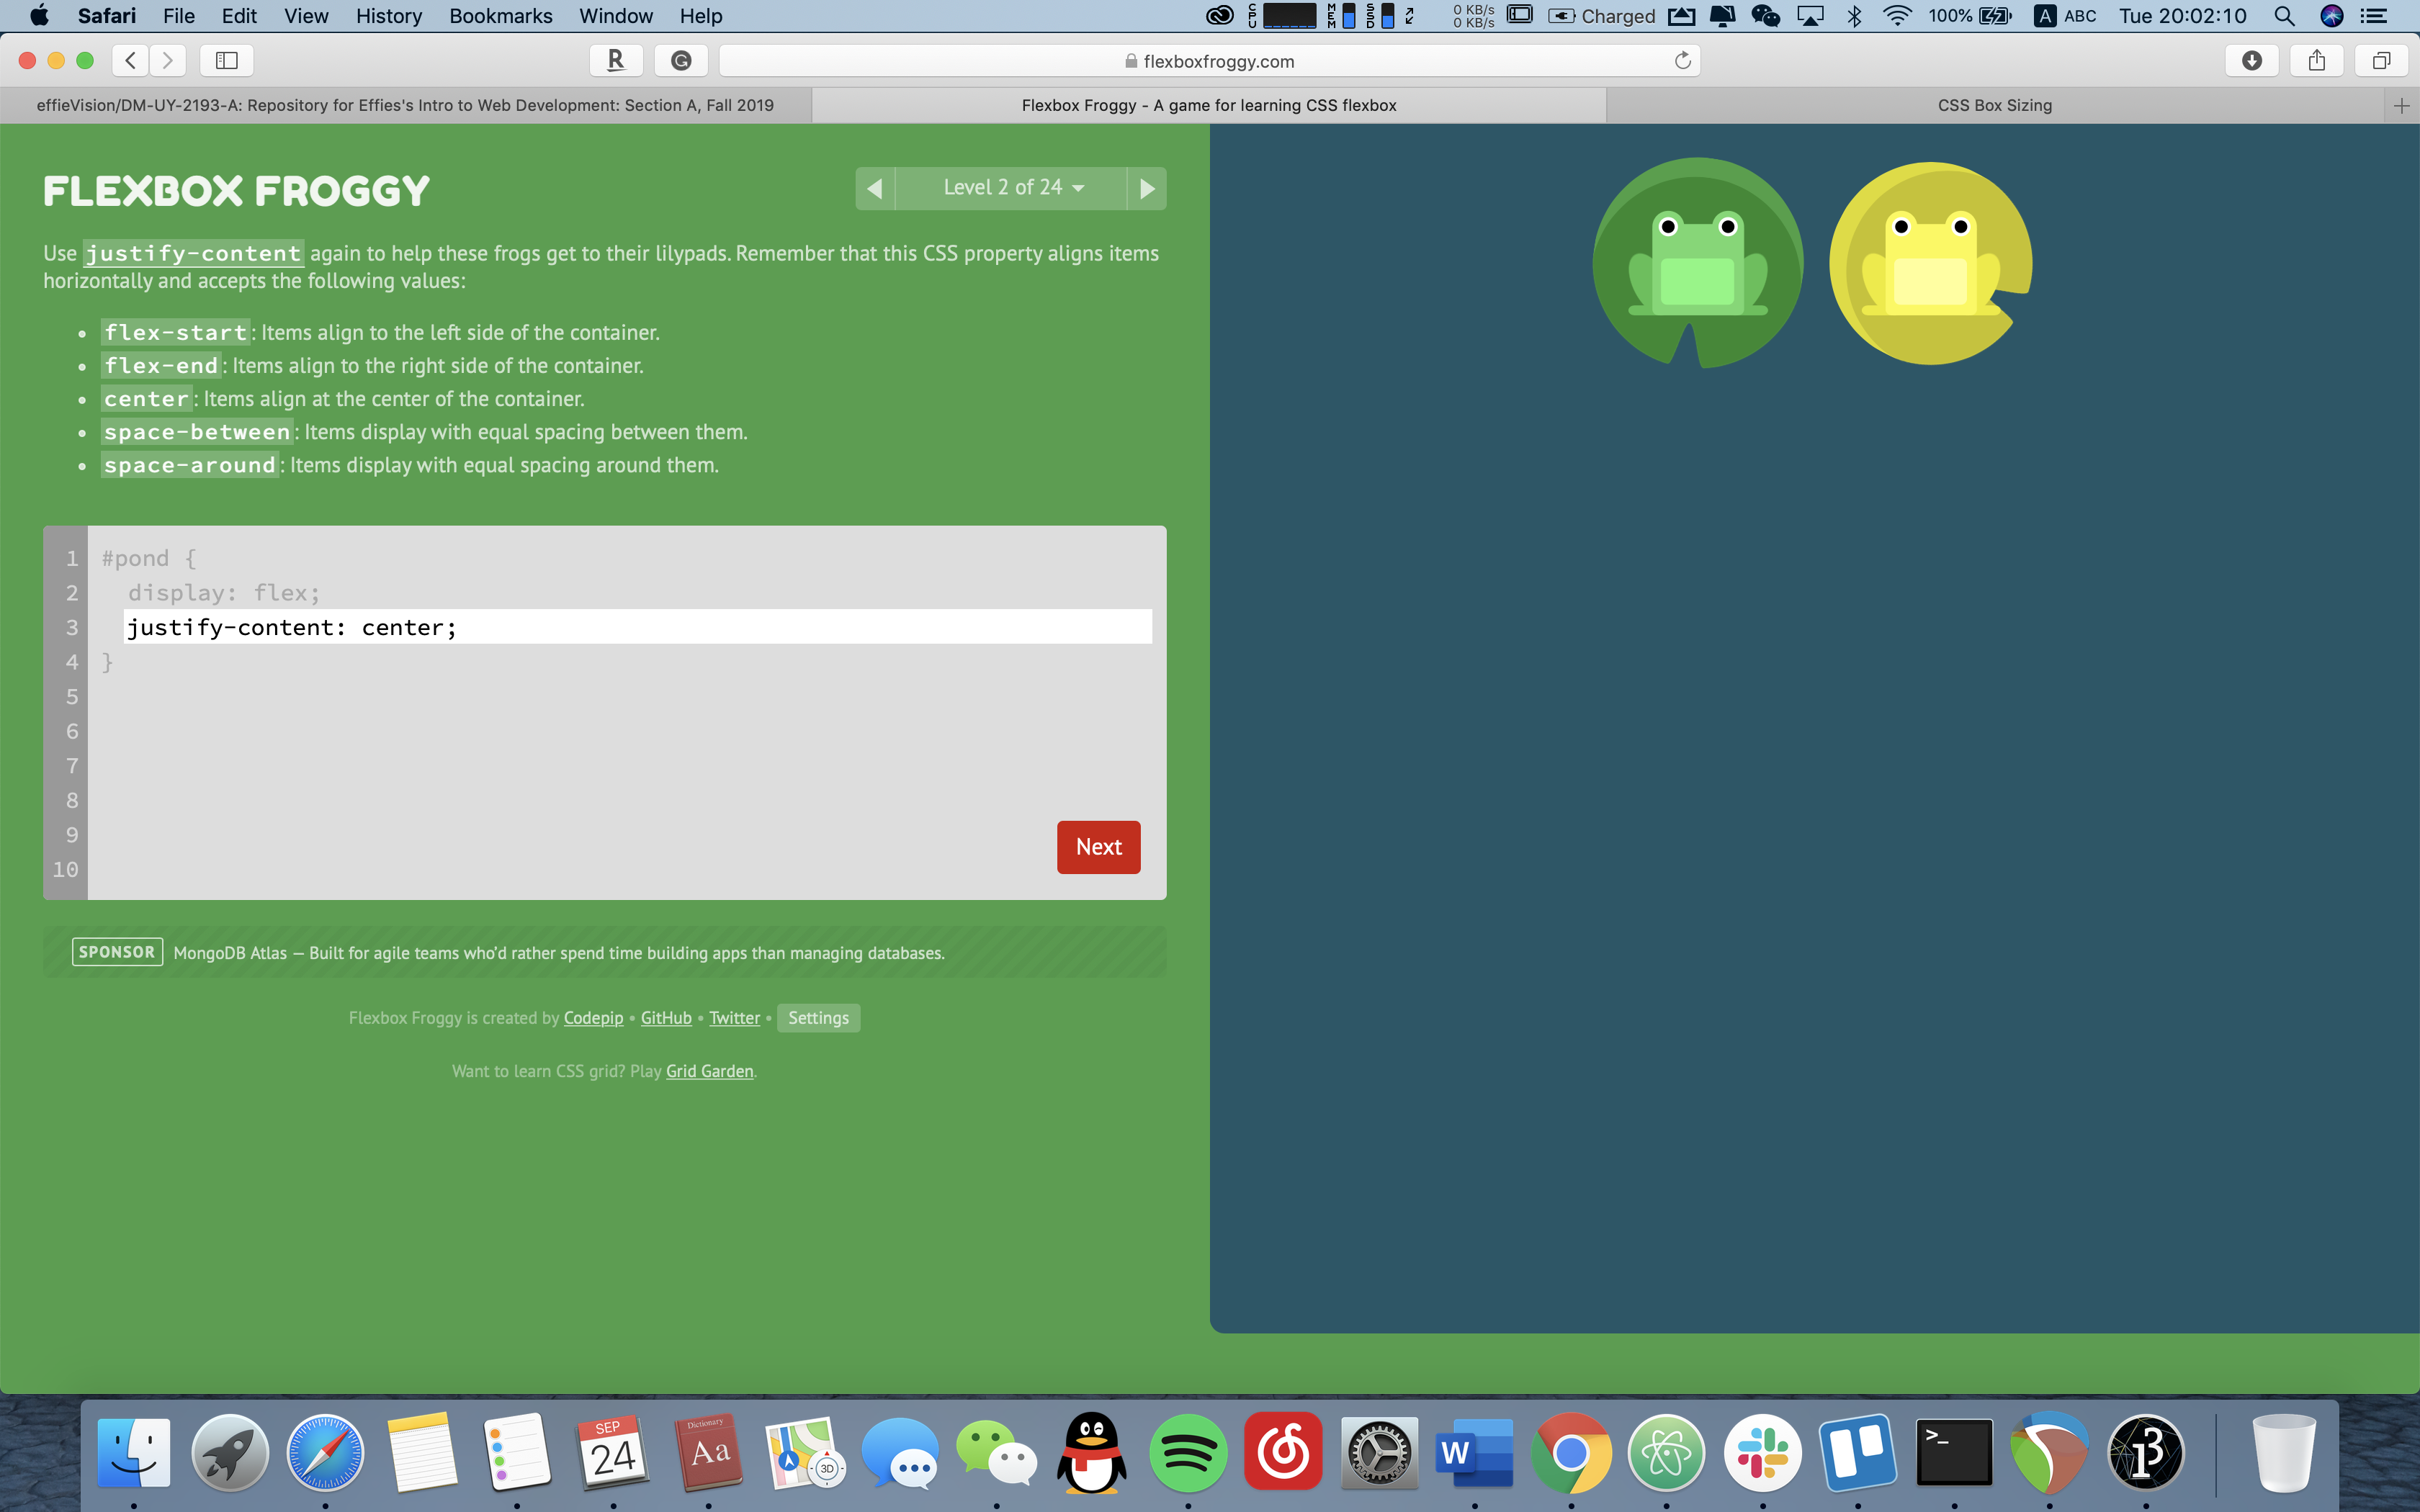 Safari File Edit View History Bookmarks Window Help
CPU MEM SSD 0 KB/s 0 KB/s Charged 100% A ABC Tue 20:02:10
R G flexboxfroggy.com
effieVision/DM-UY-2193-A: Repository for Effies's Intro to Web Development: Section A, Fall 2019 Flexbox Froggy - A game for learning CSS flexbox CSS Box Sizing
FLEXBOX FROGGY
Level 2 of 24
Use justify-content again to help these frogs get to their lilypads. Remember that this CSS property aligns items
horizontally and accepts the following values:
flex-start: Items align to the left side of the container.
flex-end: Items align to the right side of the container.
center: Items align at the center of the container.
space-between: Items display with equal spacing between them.
space-around: Items display with equal spacing around them.
1 #pond {
2 display: flex;
3 justify-content: center;
4 }
5
6
7
8
9
10
Next
SPONSOR MongoDB Atlas — Built for agile teams who'd rather spend time building apps than managing databases.
Flexbox Froggy is created by Codepip • GitHub • Twitter • Settings
Want to learn CSS grid? Play Grid Garden.
SEP
24
Dictionary
Aa
3D
W
>_